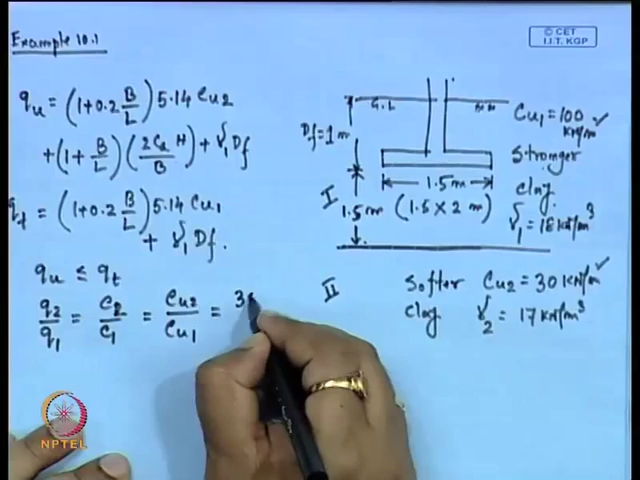 Example 10.1
© CET
I.I.T. KGP
qu = (1+0.2 B/L) 5.14 Cu2
+ (1+ B/L) (2Ca H/B) + γ1 Df
qt = (1+0.2 B/L) 5.14 Cu1
+ γ1 Df.
qu ≤ qt
q2/q1 = C2/C1 = Cu2/Cu1 = 3
G.L
Df = 1 m
1.5 m
(1.5 × 2 m)
I
1.5 m
Cu1 = 100 kN/m² ✓
Stronger
clay
γ1 = 18 kN/m³
II
Softer Cu2 = 30 kN/m² ✓
clay γ2 = 17 kN/m³
NPTEL